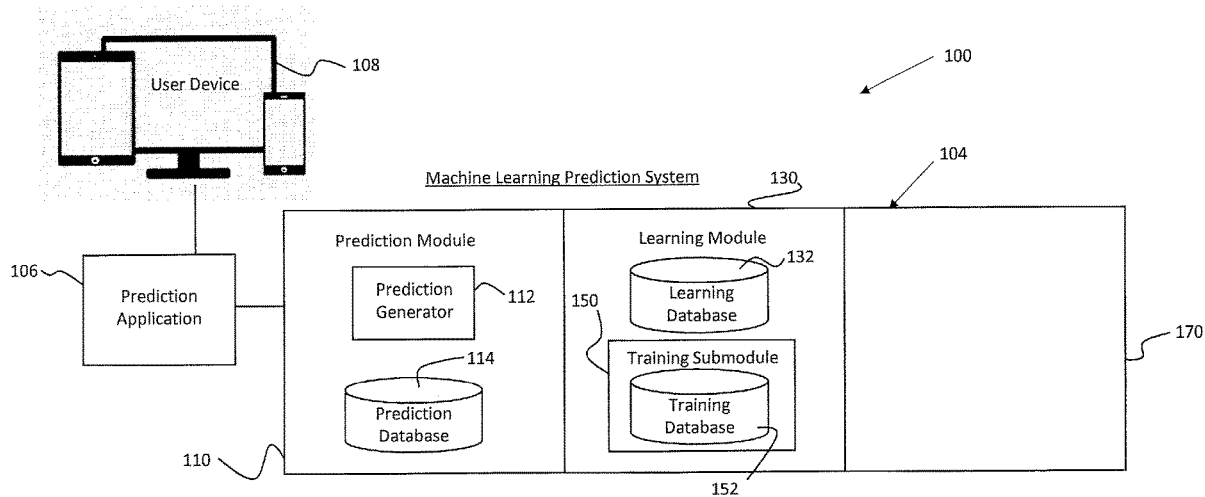 108
User Device
100
104
Machine Learning Prediction System
130
Prediction Module
Learning Module
106
132
Prediction
Application
Prediction
Generator
112
Learning
Database
150
170
114
Training Submodule
Prediction
Database
Training
Database
110
152